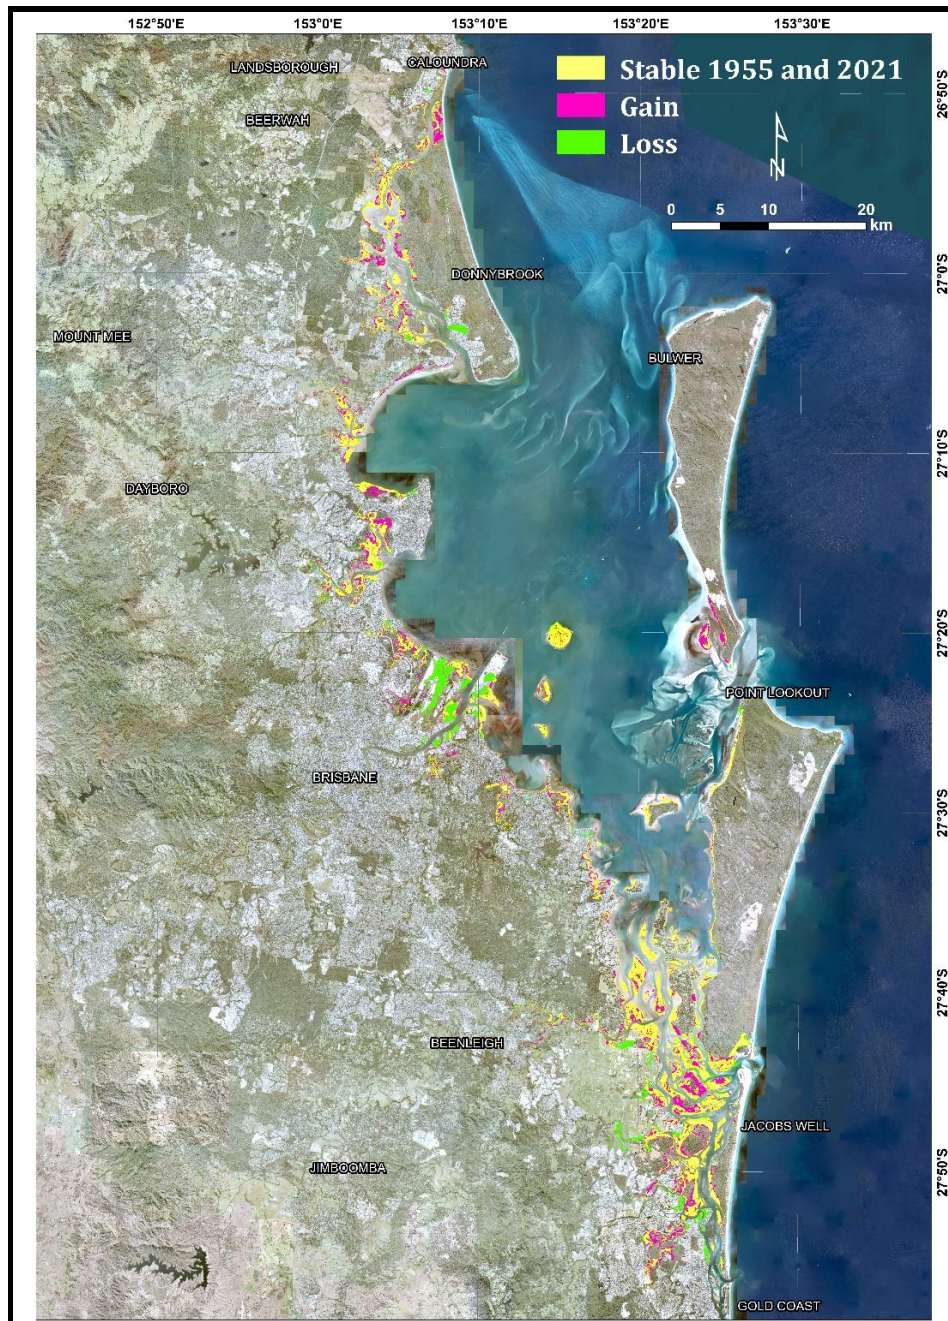 152°50'E 153°0'E 153°10'E 153°20'E 153°30'E
LANDSBOROUGH
CALOUNDRA
BEERWAH
Stable 1955 and 2021
Gain
Loss
N
0 5 10 20
km
26°50'S
27°0'S
27°10'S
27°20'S
27°30'S
27°40'S
27°50'S
DONNYBROOK
MOUNT MEE
BULWER
DAYBORO
POINT LOOKOUT
BRISBANE
BEENLEIGH
JACOBS WELL
JIMBOOMBA
GOLD COAST